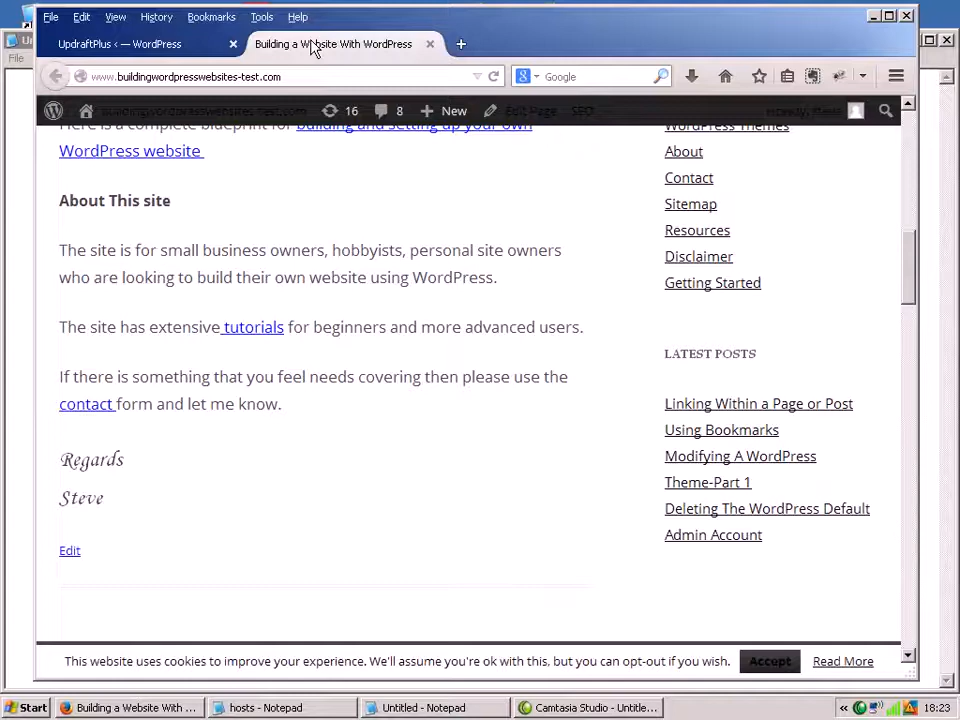 File Edit View History Bookmarks Tools Help
UpdraftPlus ‹ — WordPress
Building a Website With WordPress
www.buildingwordpresswebsites-test.com
Google
buildingwordpresswebsites-test.com 16 8 New Edit Page SEO
Here is a complete blueprint for building and setting up your own
WordPress website
About This site
The site is for small business owners, hobbyists, personal site owners
who are looking to build their own website using WordPress.
The site has extensive tutorials for beginners and more advanced users.
If there is something that you feel needs covering then please use the
contact form and let me know.
Regards
Steve
Edit
WordPress Themes
About
Contact
Sitemap
Resources
Disclaimer
Getting Started
LATEST POSTS
Linking Within a Page or Post
Using Bookmarks
Modifying A WordPress
Theme-Part 1
Deleting The WordPress Default
Admin Account
This website uses cookies to improve your experience. We'll assume you're ok with this, but you can opt-out if you wish. Accept Read More
Start Building a Website With ... hosts - Notepad Untitled - Notepad Camtasia Studio - Untitle... 18:23